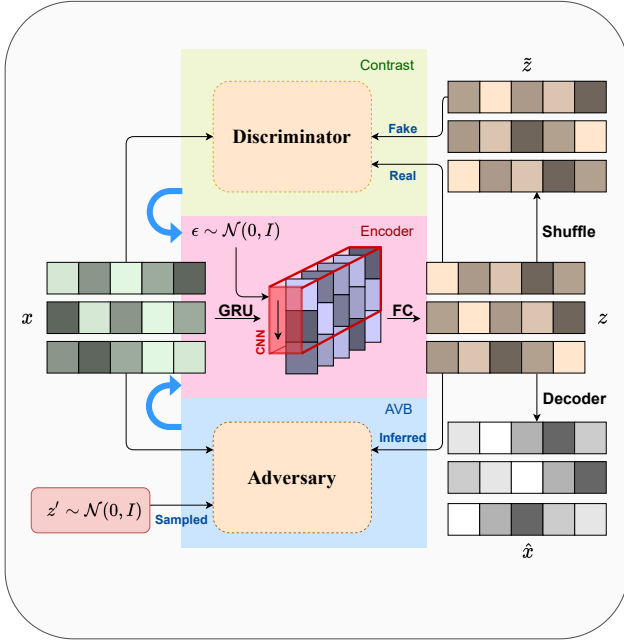 Contrast
z̃
Discriminator
Fake
Real
ϵ ∼ 𝒩(0, I)
Encoder
Shuffle
x
GRU
CNN
FC
z
AVB
Decoder
Inferred
Adversary
z′ ∼ 𝒩(0, I)
Sampled
x̂